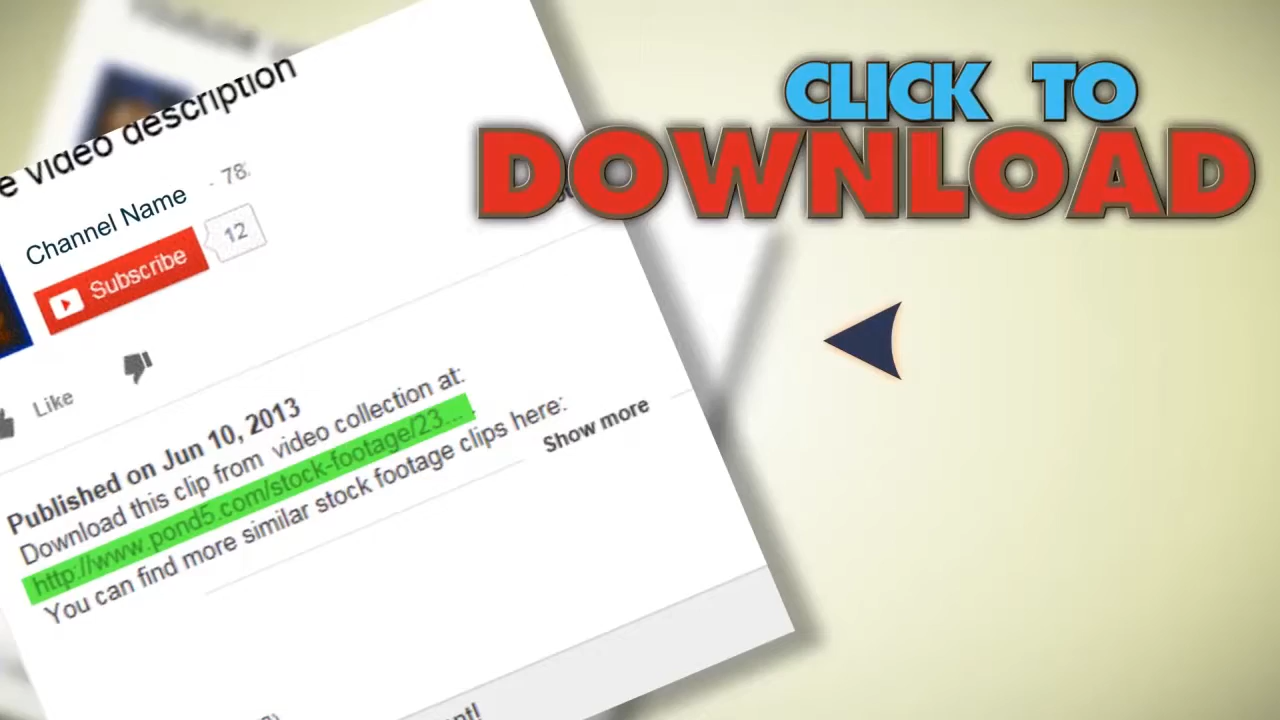 CLICK TO
DOWNLOAD
e video description
Channel Name
78
Subscribe
12
Like
Published on Jun 10, 2013
Download this clip from video collection at:
http://www.pond5.com/stock-footage/23...
You can find more similar stock footage clips here:
Show more